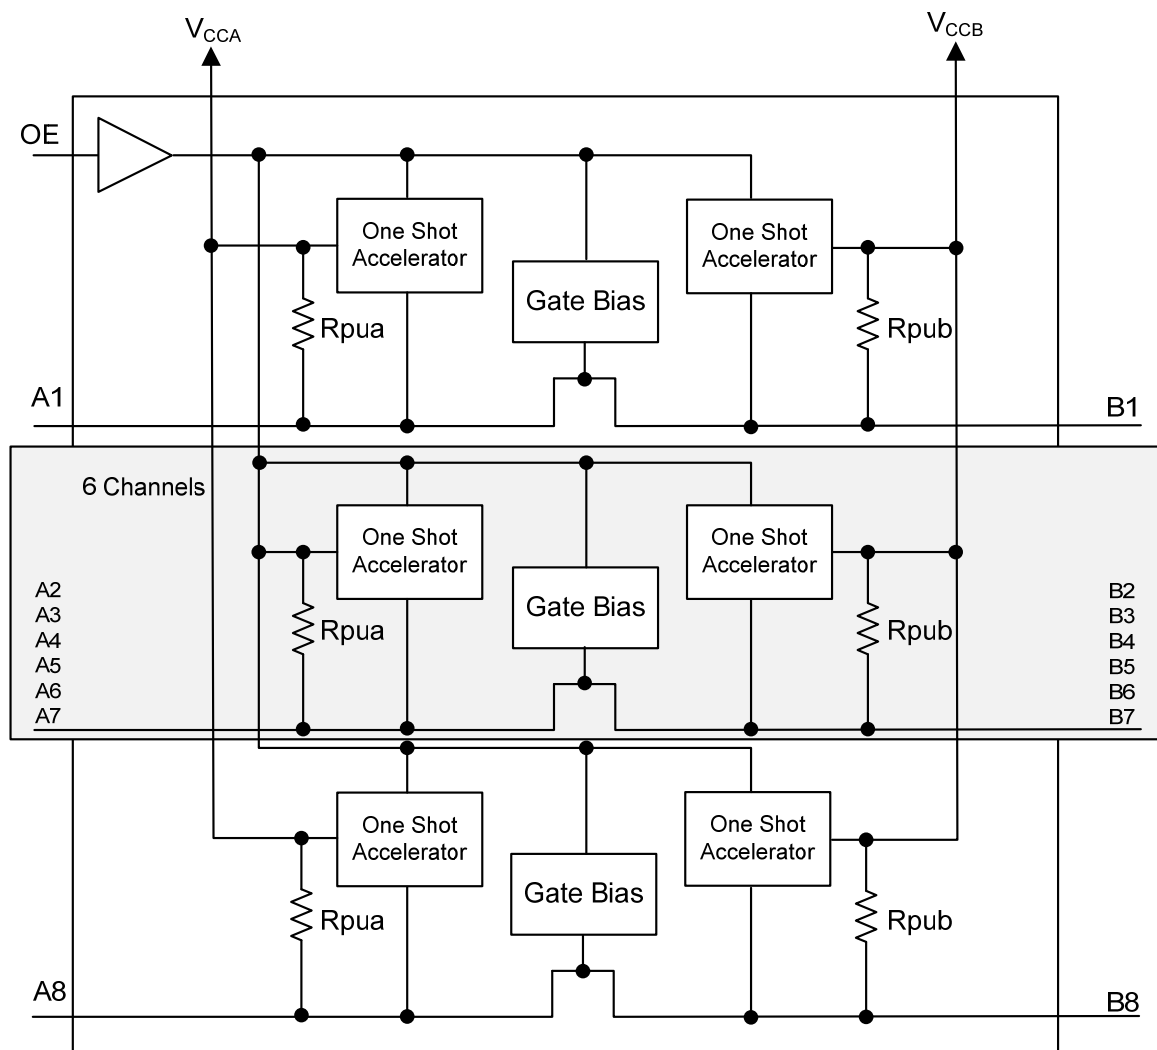 VCCA
VCCB
OE
One Shot
Accelerator
One Shot
Accelerator
Gate Bias
Rpua
Rpub
A1
B1
6 Channels
One Shot
Accelerator
One Shot
Accelerator
Gate Bias
Rpua
Rpub
A2
A3
A4
A5
A6
A7
B2
B3
B4
B5
B6
B7
One Shot
Accelerator
One Shot
Accelerator
Gate Bias
Rpua
Rpub
A8
B8